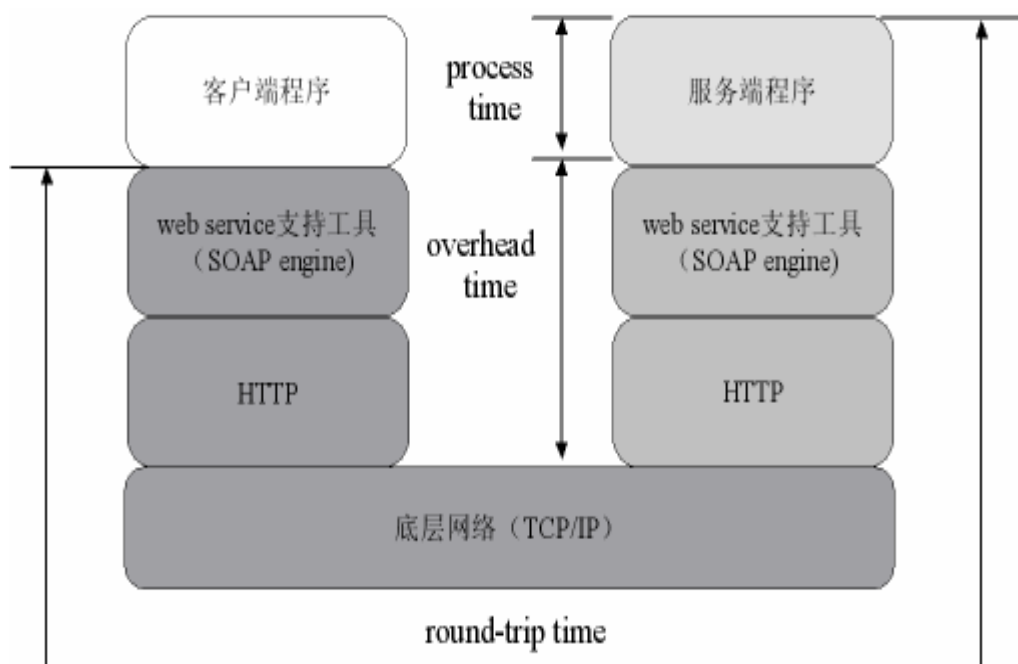 客户端程序
process
time
服务端程序
web service支持工具
（SOAP engine)
overhead
time
web service支持工具
（SOAP engine)
HTTP
HTTP
底层网络（TCP/IP）
round-trip time